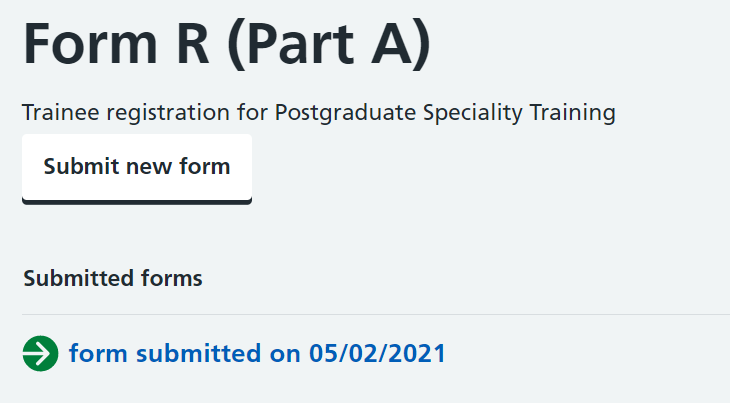 Form R (Part A)
Trainee registration for Postgraduate Speciality Training
Submit new form
Submitted forms
form submitted on 05/02/2021